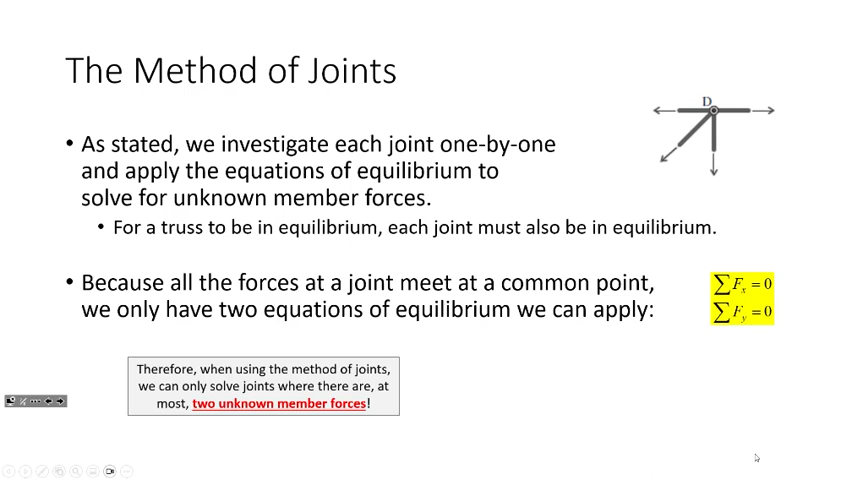 The Method of Joints
D
• As stated, we investigate each joint one-by-one
and apply the equations of equilibrium to
solve for unknown member forces.
• For a truss to be in equilibrium, each joint must also be in equilibrium.
• Because all the forces at a joint meet at a common point,
we only have two equations of equilibrium we can apply:
∑Fₓ = 0
∑F_y = 0
Therefore, when using the method of joints,
we can only solve joints where there are, at
most, two unknown member forces!